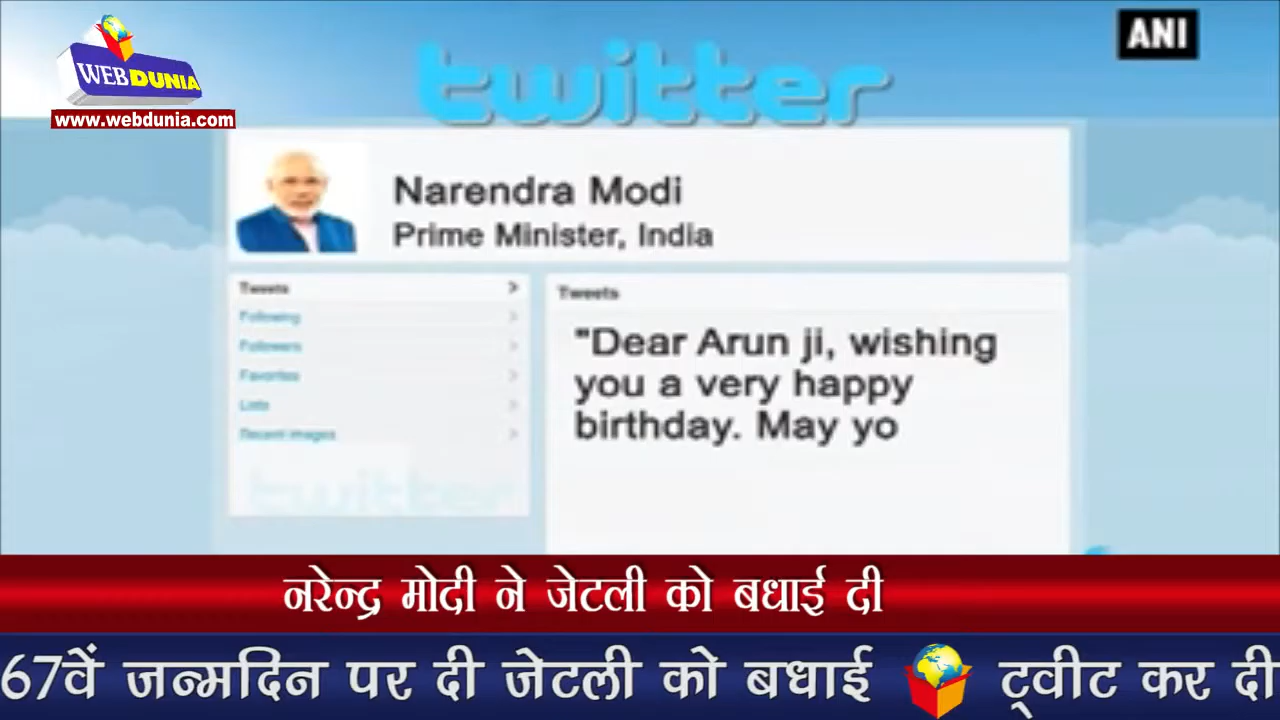 ANI
WEBDUNIA
www.webdunia.com
twitter
Narendra Modi
Prime Minister, India
Tweets
Following
Followers
Favorites
Lists
Recent images
twitter
Tweets
"Dear Arun ji, wishing
you a very happy
birthday. May yo
नरेन्द्र मोदी ने जेटली को बधाई दी
67वें जन्मदिन पर दी जेटली को बधाई ट्वीट कर दी